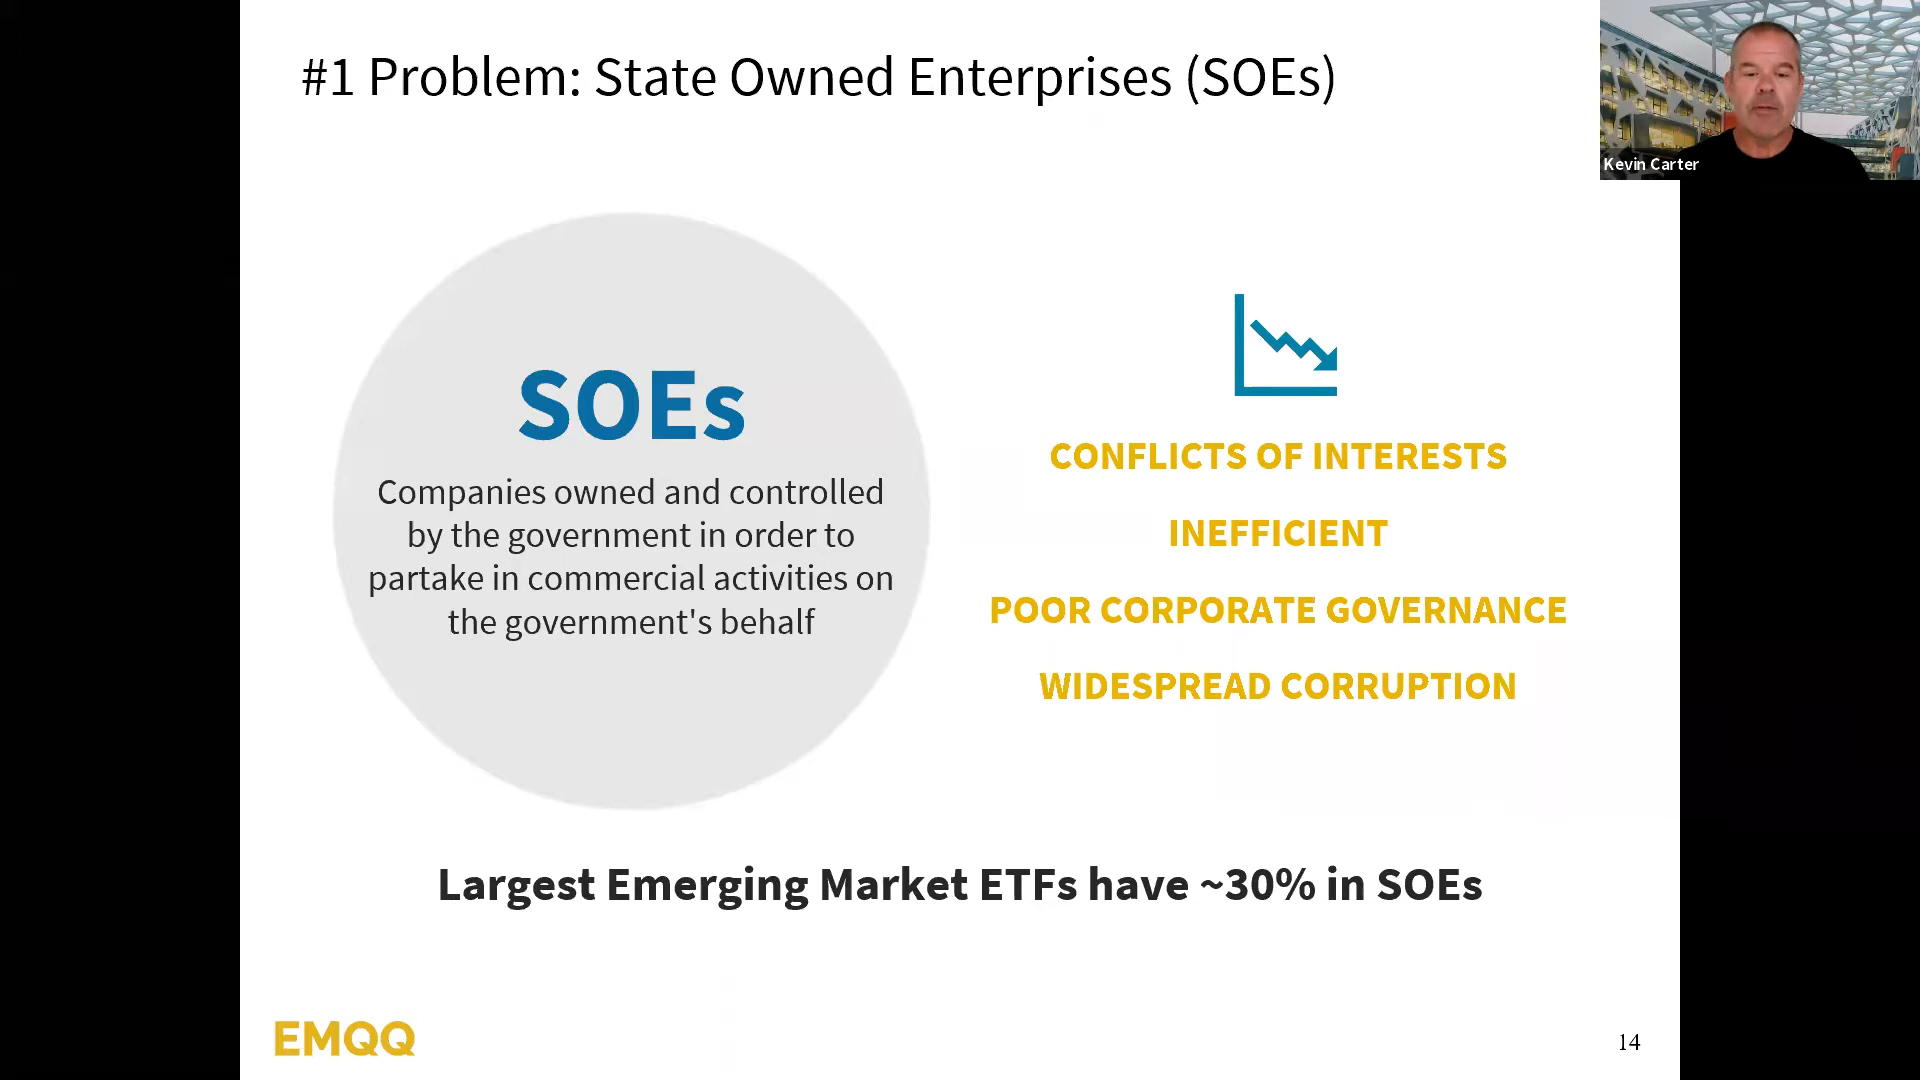 #1 Problem: State Owned Enterprises (SOEs)
Kevin Carter
SOEs
Companies owned and controlled
by the government in order to
partake in commercial activities on
the government's behalf
CONFLICTS OF INTERESTS
INEFFICIENT
POOR CORPORATE GOVERNANCE
WIDESPREAD CORRUPTION
Largest Emerging Market ETFs have ~30% in SOEs
EMQQ
14